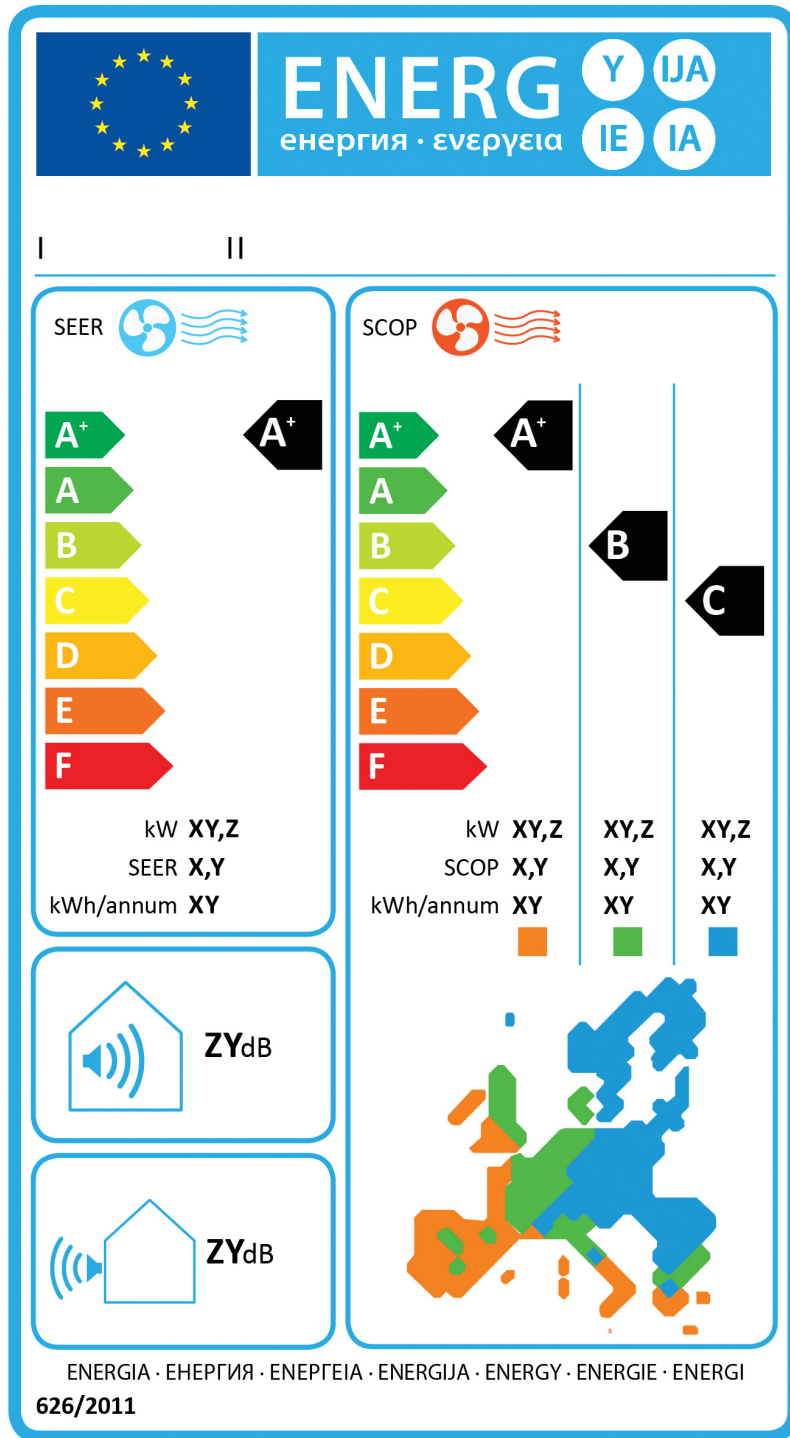 ENERG Y IJA
енергия · ενεργεια IE IA
I II
SEER
A+ A+
A
B
C
D
E
F
kW XY,Z
SEER X,Y
kWh/annum XY
SCOP
A+ A+
A
B B
C C
D
E
F
kW XY,Z XY,Z XY,Z
SCOP X,Y X,Y X,Y
kWh/annum XY XY XY
ZYdB
ZYdB
ENERGIA · ЕНЕРГИЯ · ΕΝΕΡΓΕΙΑ · ENERGIJA · ENERGY · ENERGIE · ENERGI
626/2011